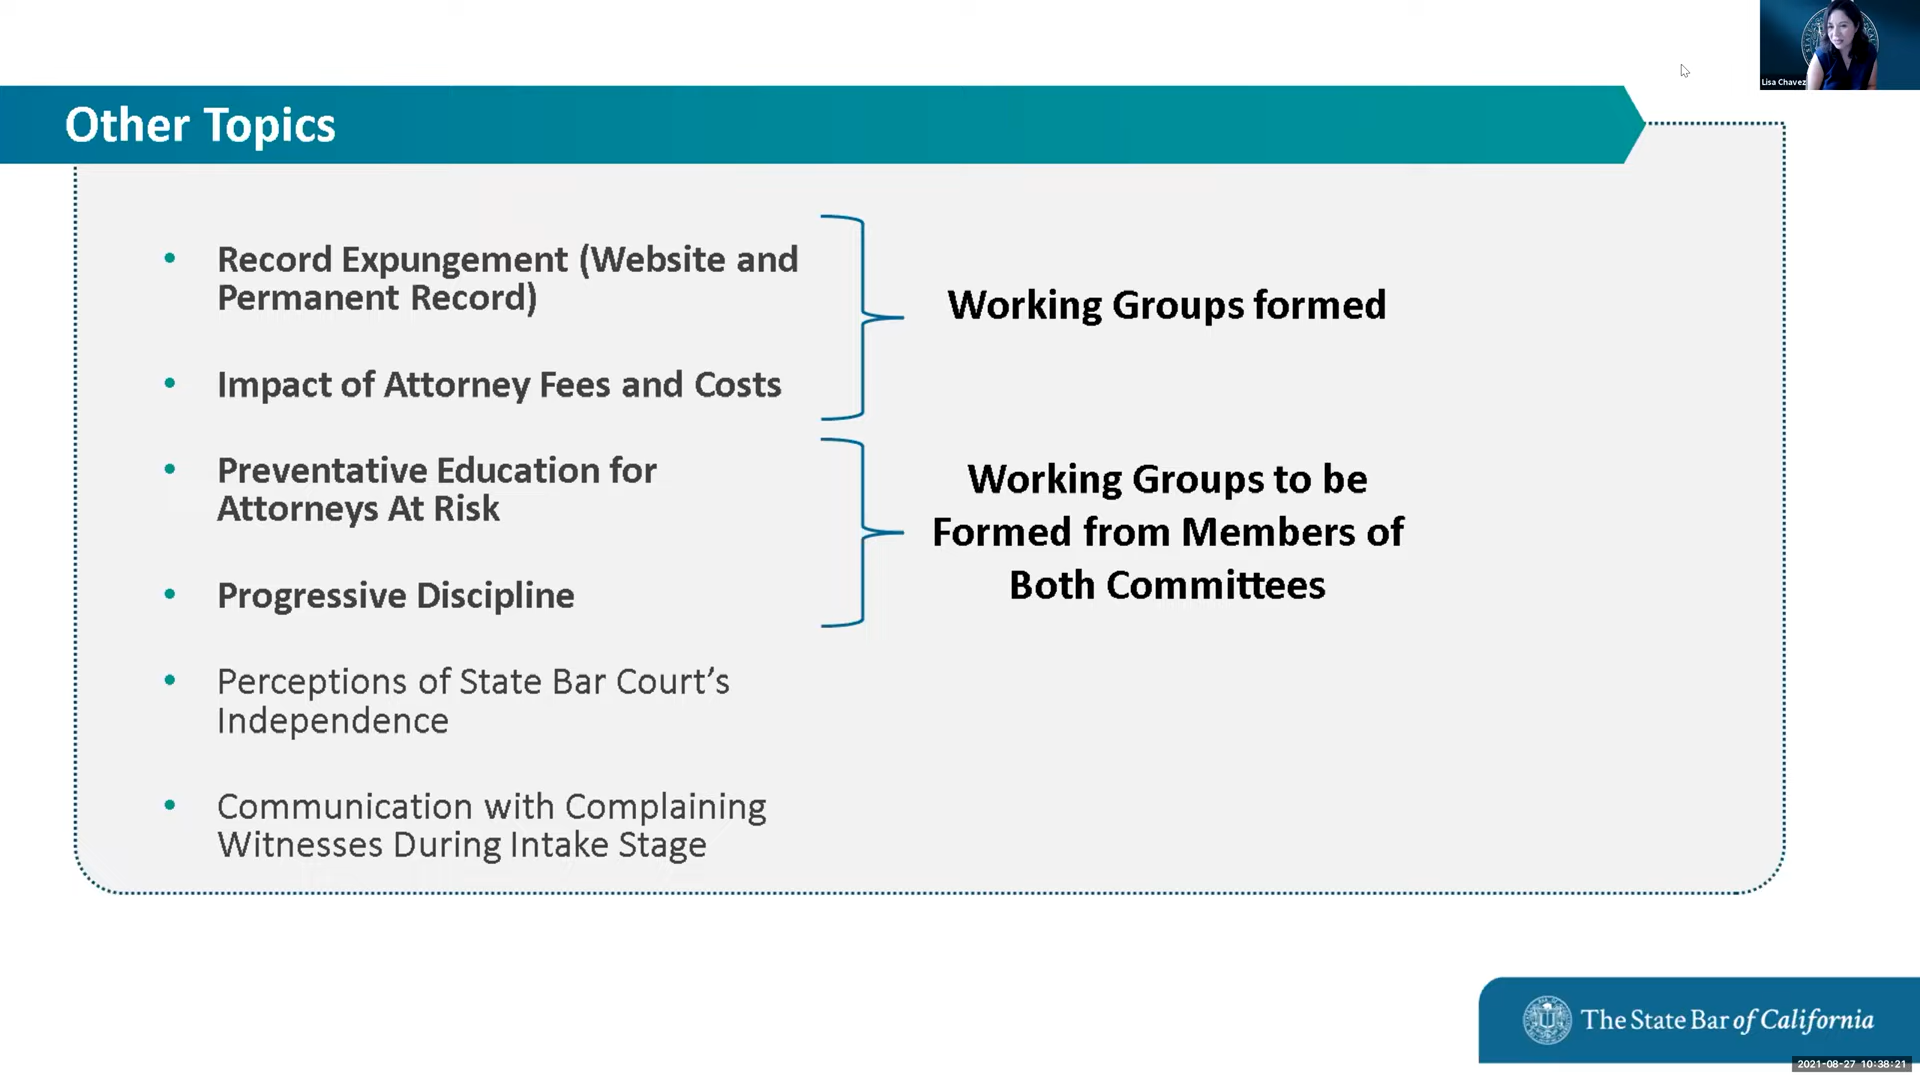 Lisa Chavez
Other Topics
• Record Expungement (Website and
Permanent Record)
• Impact of Attorney Fees and Costs
Working Groups formed
• Preventative Education for
Attorneys At Risk
• Progressive Discipline
Working Groups to be
Formed from Members of
Both Committees
• Perceptions of State Bar Court’s
Independence
• Communication with Complaining
Witnesses During Intake Stage
The State Bar of California
2021-08-27 10:38:21